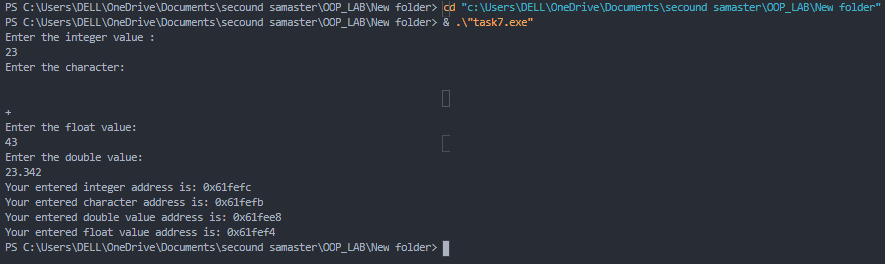 PS C:\Users\DELL\OneDrive\Documents\secound samaster\OOP_LAB\New folder> cd "c:\Users\DELL\OneDrive\Documents\secound samaster\OOP_LAB\New folder"
PS C:\Users\DELL\OneDrive\Documents\secound samaster\OOP_LAB\New folder> & .\"task7.exe"
Enter the integer value :
23
Enter the character:
+
Enter the float value:
43
Enter the double value:
23.342
Your entered integer address is: 0x61fefc
Your entered character address is: 0x61fefb
Your entered double value address is: 0x61fee8
Your entered float value address is: 0x61fef4
PS C:\Users\DELL\OneDrive\Documents\secound samaster\OOP_LAB\New folder>